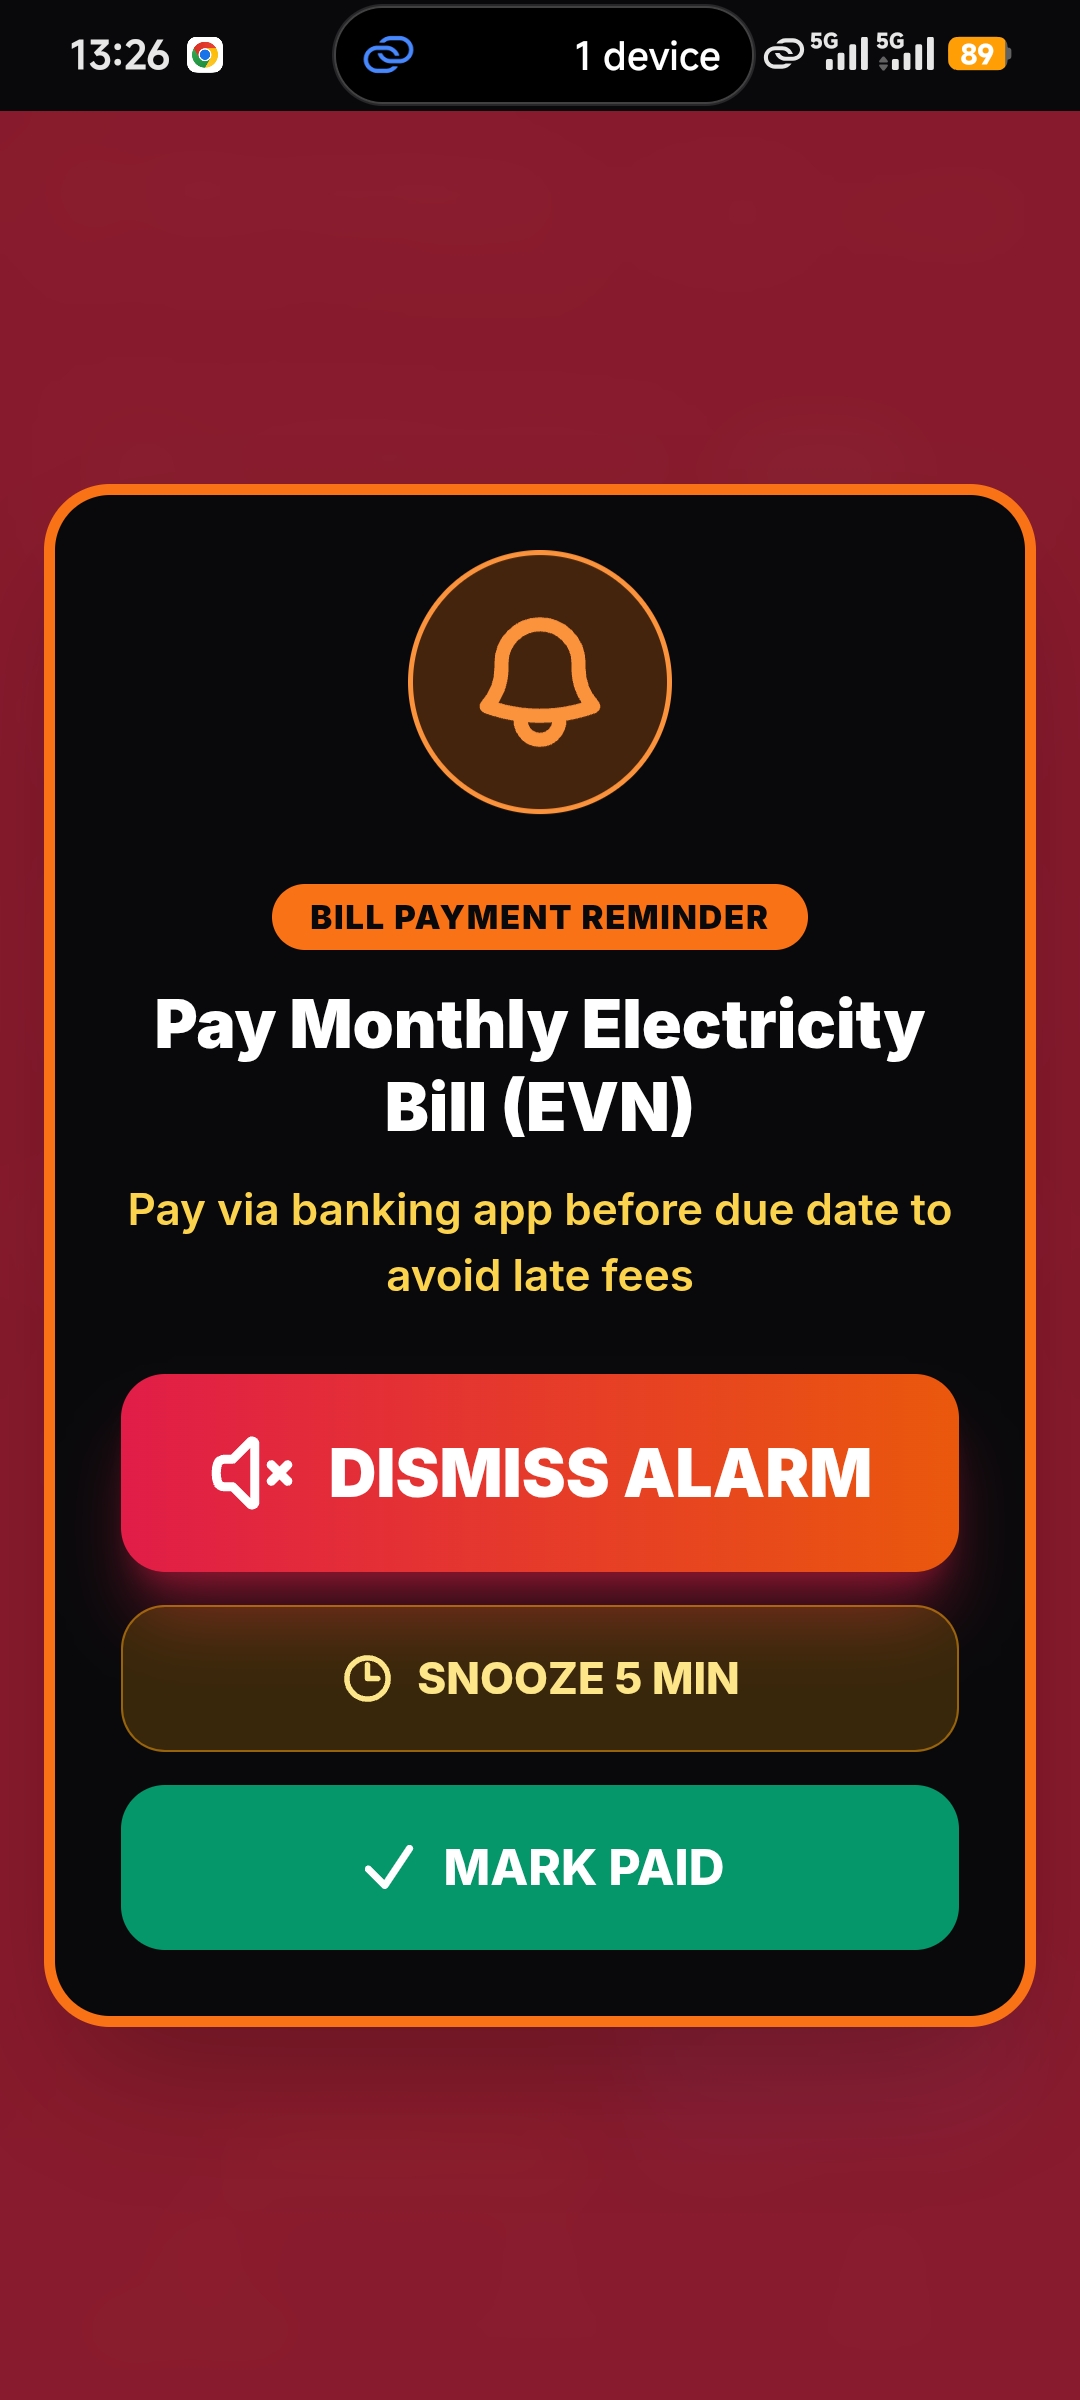 13:26
1 device
5G
5G
89
BILL PAYMENT REMINDER
Pay Monthly Electricity
Bill (EVN)
Pay via banking app before due date to
avoid late fees
DISMISS ALARM
SNOOZE 5 MIN
MARK PAID